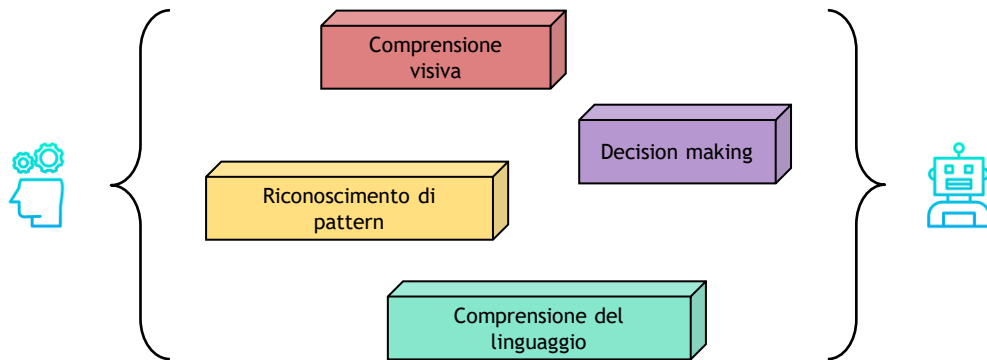 Comprensione
visiva
Decision making
Riconoscimento di
pattern
Comprensione del
linguaggio